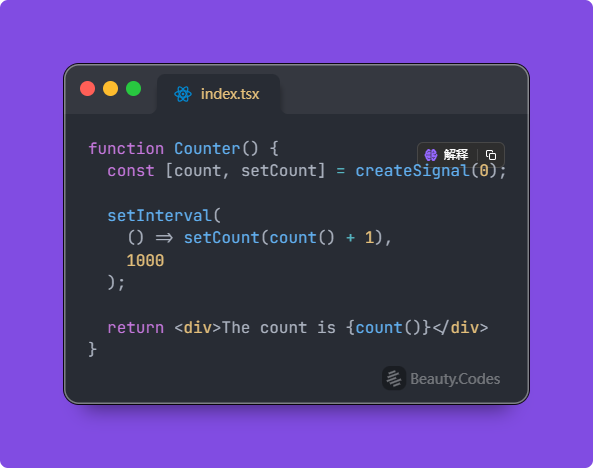 index.tsx
function Counter() {
解释
  const [count, setCount] = createSignal(0);
  setInterval(
    () => setCount(count() + 1),
    1000
  );
  return <div>The count is {count()}</div>
}
Beauty.Codes